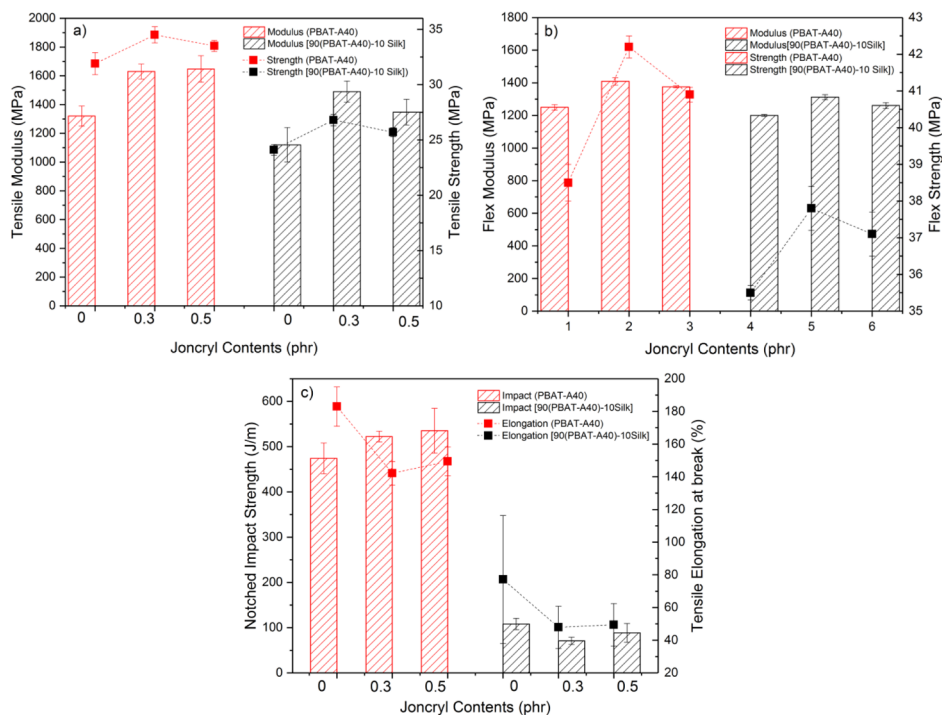 a)
Modulus (PBAT-A40)
Modulus [90(PBAT-A40)-10 Silk]
Strength (PBAT-A40)
Strength [90(PBAT-A40)-10 Silk])
Tensile Modulus (MPa)
2000
1800
1600
1400
1200
1000
800
600
400
200
0
Tensile Strength (MPa)
35
30
25
20
15
10
0 0.3 0.5 0 0.3 0.5
Joncryl Contents (phr)
b)
Modulus (PBAT-A40)
Modulus[90(PBAT-A40)-10Silk]
Strength (PBAT-A40)
Strength [90(PBAT-A40)-10 Silk])
Flex Modulus (MPa)
1800
1600
1400
1200
1000
800
600
400
200
0
Flex Strength (MPa)
43
42
41
40
39
38
37
36
35
1 2 3 4 5 6
Joncryl Contents (phr)
c)
Impact (PBAT-A40)
Impact [90(PBAT-A40)-10Silk]
Elongation (PBAT-A40)
Elongation [90(PBAT-A40)-10Silk]
Notched Impact Strength (J/m)
600
500
400
300
200
100
0
Tensile Elongation at break (%)
200
180
160
140
120
100
80
60
40
20
0 0.3 0.5 0 0.3 0.5
Joncryl Contents (phr)